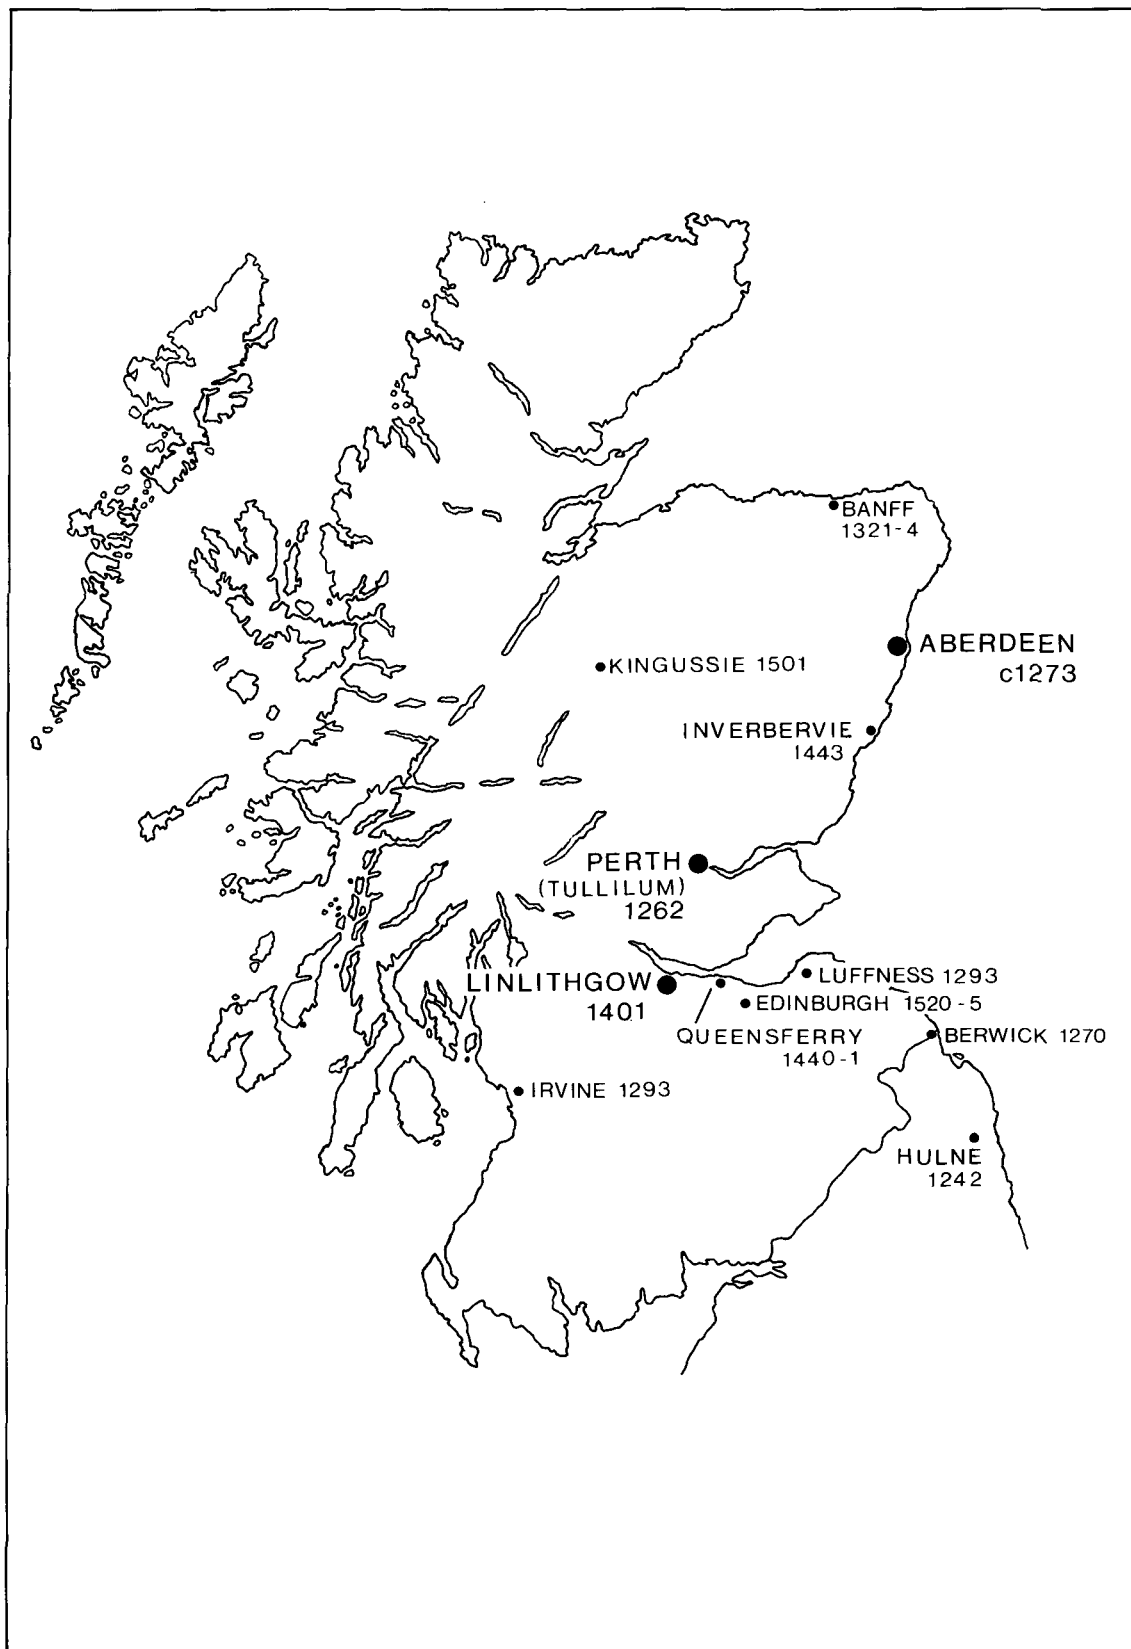 BANFF
1321-4
ABERDEEN
c1273
KINGUSSIE 1501
INVERBERVIE
1443
PERTH
(TULLILUM)
1262
LINLITHGOW
1401
LUFFNESS 1293
EDINBURGH 1520-5
QUEENSFERRY
1440-1
BERWICK 1270
IRVINE 1293
HULNE
1242